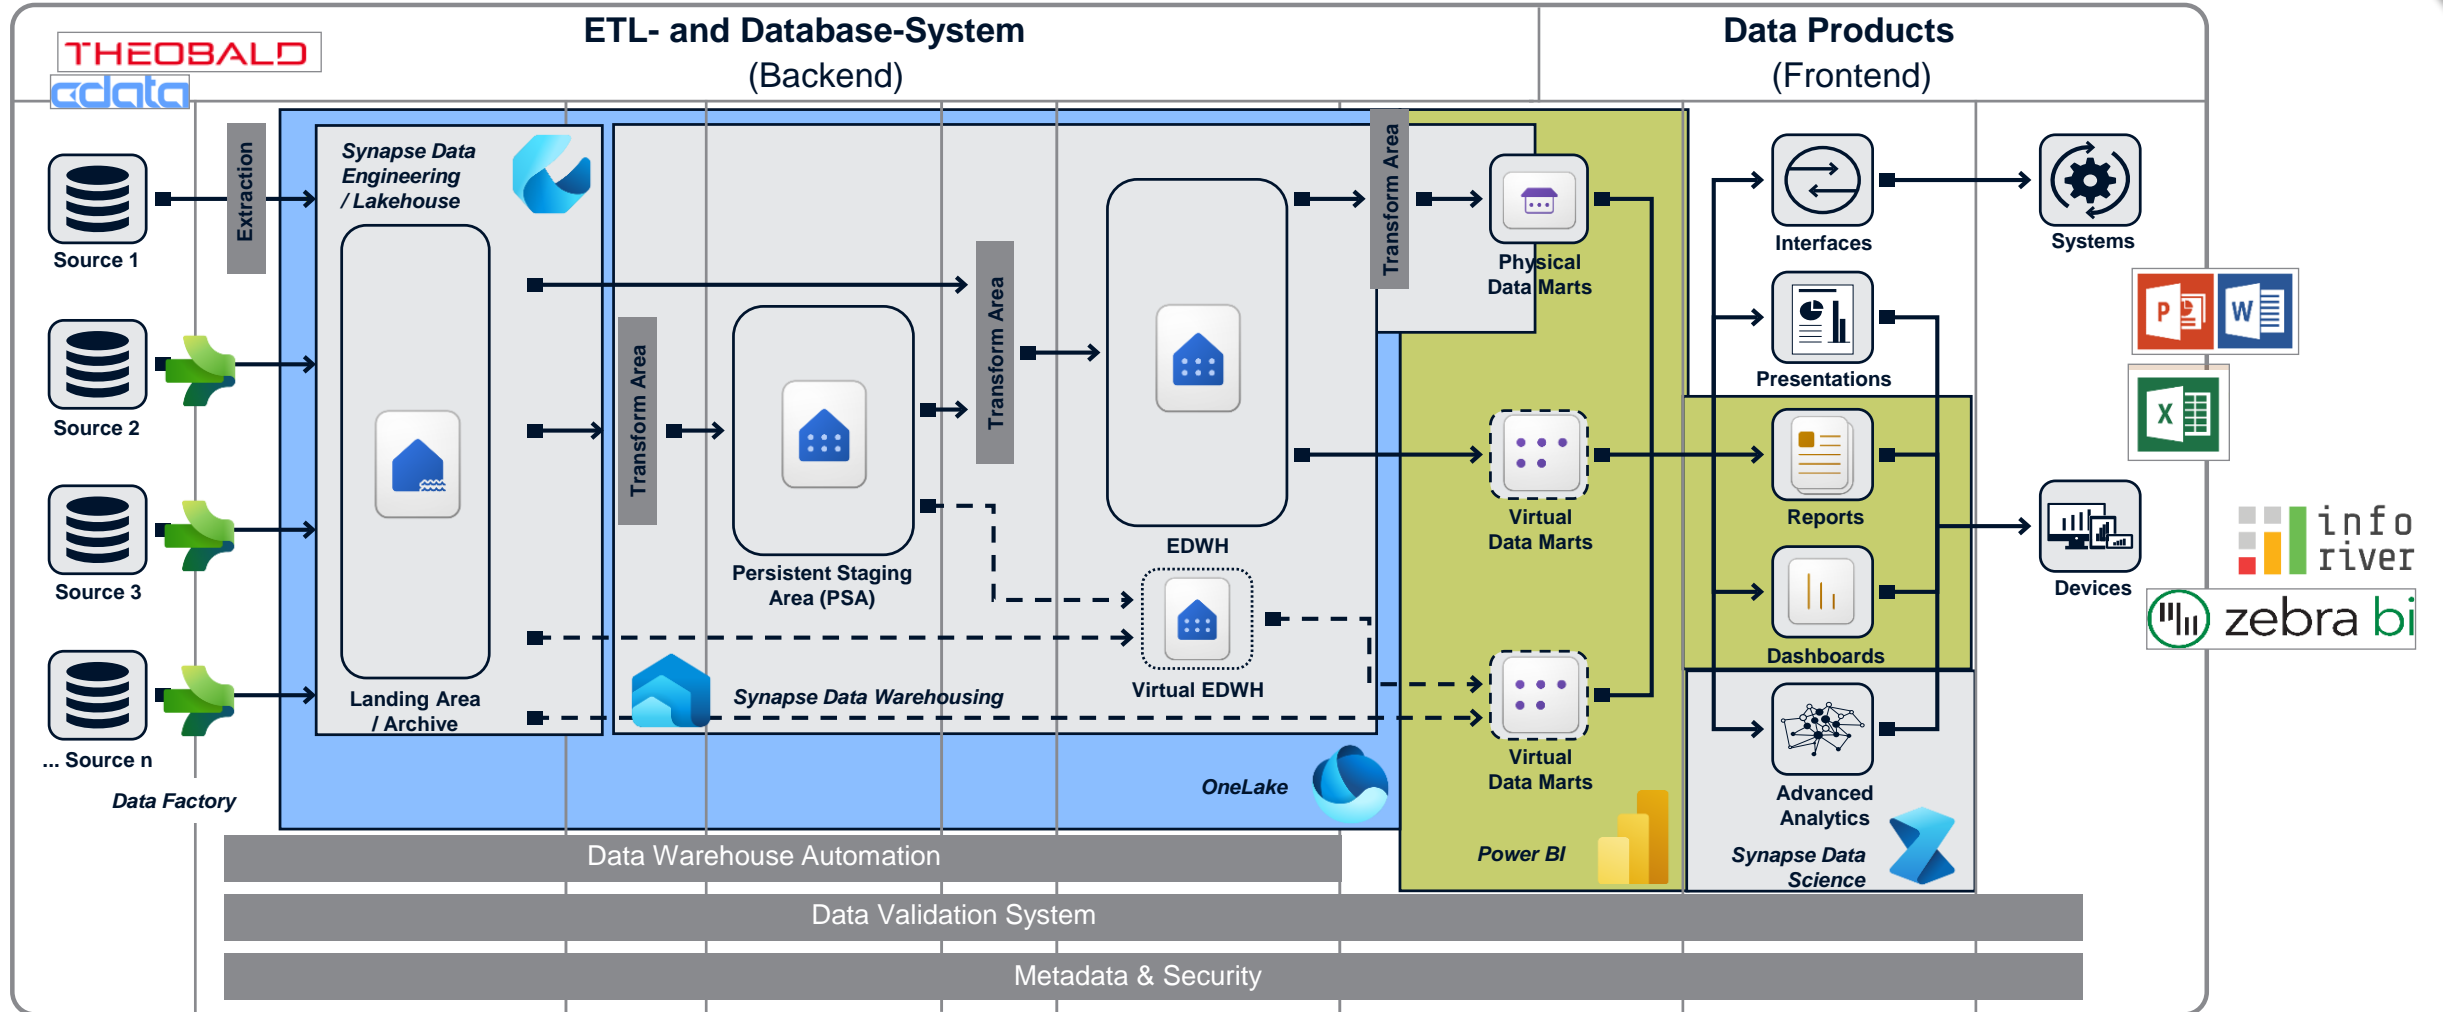 ETL- and Database-System
(Backend)
Data Products
(Frontend)
THEOBALD
cdata
Source 1
Source 2
Source 3
... Source n
Data Factory
Extraction
Synapse Data
Engineering
/ Lakehouse
Landing Area
/ Archive
Transform Area
Persistent Staging
Area (PSA)
Synapse Data Warehousing
Transform Area
EDWH
Virtual EDWH
OneLake
Transform Area
Physical
Data Marts
Virtual
Data Marts
Virtual
Data Marts
Power BI
Interfaces
Presentations
Reports
Dashboards
Advanced
Analytics
Synapse Data
Science
Systems
Devices
P
W
X
info
river
zebra bi
Data Warehouse Automation
Data Validation System
Metadata & Security